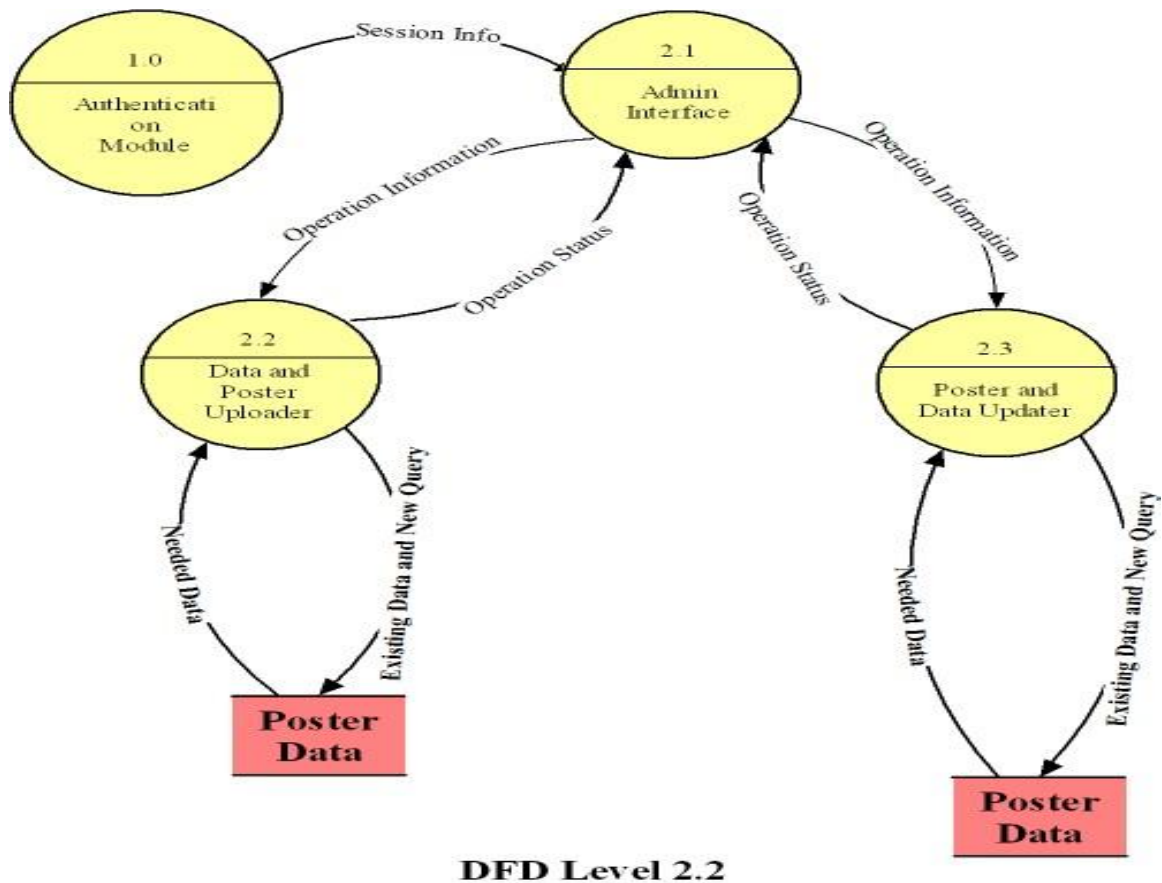 Session Info
1.0
Authenticati
on
Module
2.1
Admin
Interface
Operation Information
Operation Status
Operation Status
Operation Information
2.2
Data and
Poster
Uploader
2.3
Poster and
Data Updater
Needed Data
Existing Data and New Query
Needed Data
Existing Data and New Query
Poster
Data
Poster
Data
DFD Level 2.2